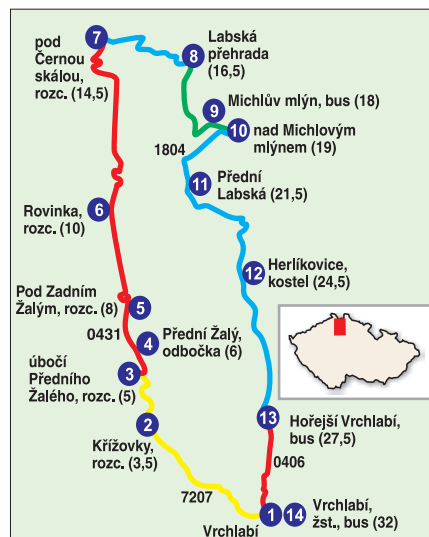 7
pod
Černou
skálou,
rozc. (14,5)
8
Labská
přehrada
(16,5)
9
Michlův mlýn, bus (18)
10
nad Michlovým
mlýnem (19)
1804
11
Přední
Labská (21,5)
6
Rovinka,
rozc. (10)
12
Herlíkovice,
kostel (24,5)
Pod Zadním
Žalým, rozc. (8)
5
0431
4
Přední Žalý,
odbočka (6)
úbočí
Předního
Žalého, rozc. (5)
3
2
Křížovky,
rozc. (3,5)
13
Hořejší Vrchlabí,
bus (27,5)
0406
7207
Vrchlabí
1
14
Vrchlabí,
žst., bus (32)